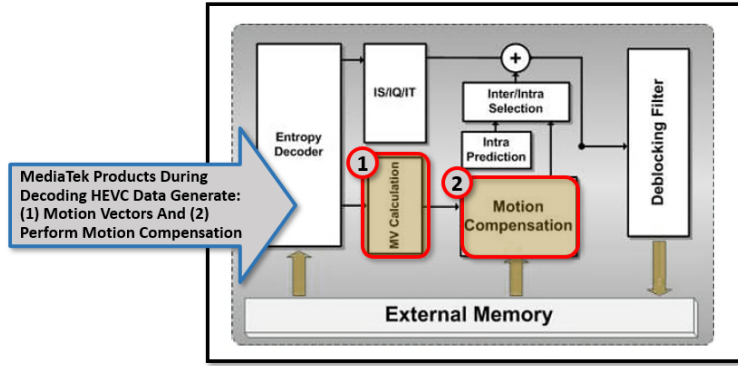 MediaTek Products During
Decoding HEVC Data Generate:
(1) Motion Vectors And (2)
Perform Motion Compensation
Entropy
Decoder
IS/IQ/IT
1
MV Calculation
+
Inter/Intra
Selection
Intra
Prediction
2
Motion
Compensation
Deblocking Filter
External Memory